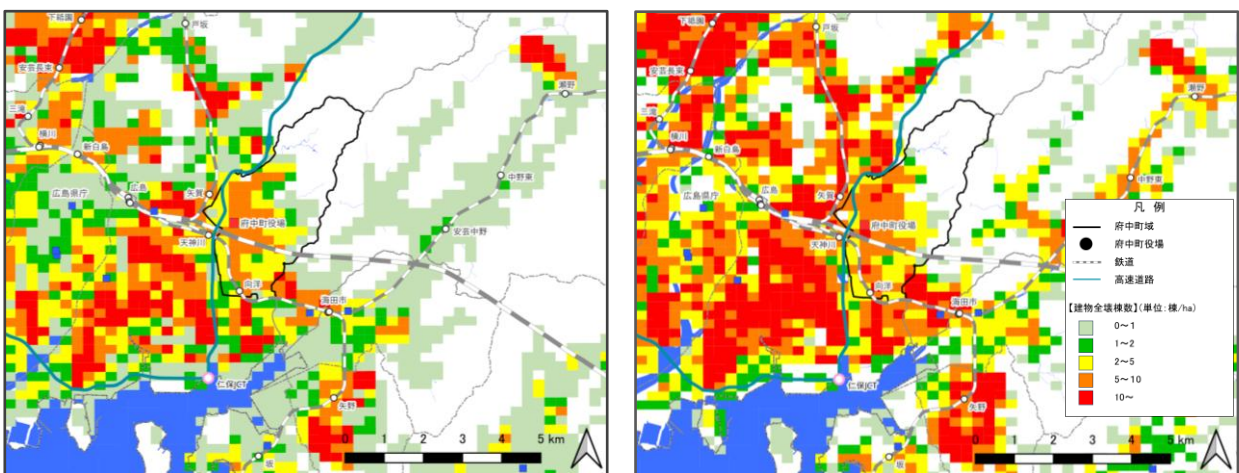 下祇園
戸坂
安芸長束
三滝
横川
新白島
広島
広島県庁
矢賀
府中町役場
天神川
向洋
海田市
仁保JCT
矢野
坂
瀬野
中野東
安芸中野
0 1 2 3 4 5 km
下祇園
戸坂
安芸長束
三滝
横川
新白島
広島
広島県庁
矢賀
府中町役場
天神川
向洋
海田市
仁保JCT
矢野
坂
瀬野
中野東
凡 例
府中町域
府中町役場
鉄道
高速道路
【建物全壊棟数】(単位:棟/ha)
0～1
1～2
2～5
5～10
10～
0 1 2 3 4 5 km